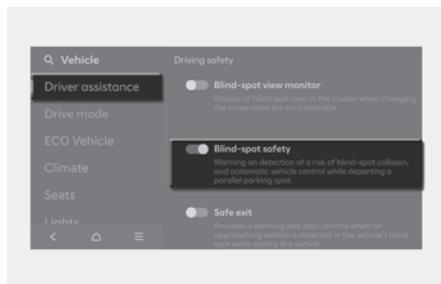 Vehicle
Driving safety
Driver assistance
Blind-spot view monitor
Display of blind spot view in the cluster when changing
the lanes using the turn indicator.
Drive mode
ECO Vehicle
Blind-spot safety
Warning on detection of a risk of blind-spot collision,
and automatic vehicle control while departing a
parallel parking spot.
Climate
Seats
Safe exit
Provides a warning and door control when an
approaching vehicle is detected in the vehicle's blind
spot while exiting the vehicle.
Lights